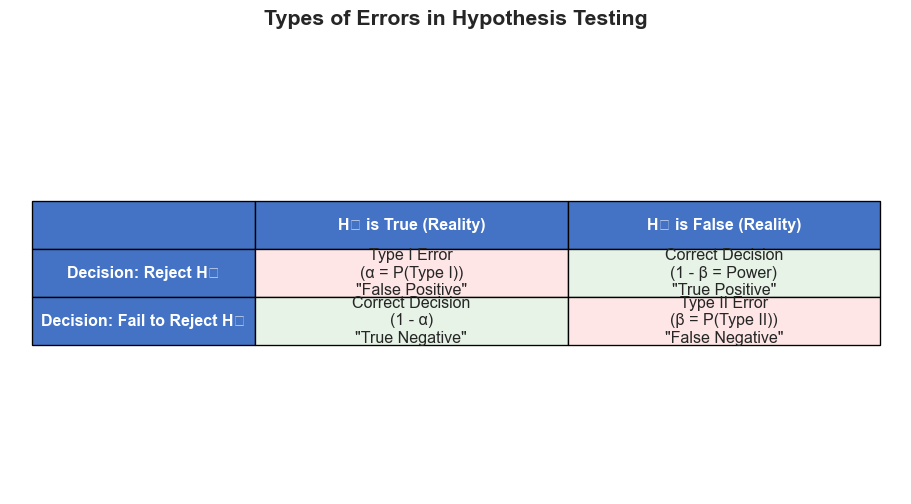 Types of Errors in Hypothesis Testing
H▯ is True (Reality)
H▯ is False (Reality)
Decision: Reject H▯
Type I Error
(α = P(Type I))
"False Positive"
Correct Decision
(1 - β = Power)
"True Positive"
Decision: Fail to Reject H▯
Correct Decision
(1 - α)
"True Negative"
Type II Error
(β = P(Type II))
"False Negative"